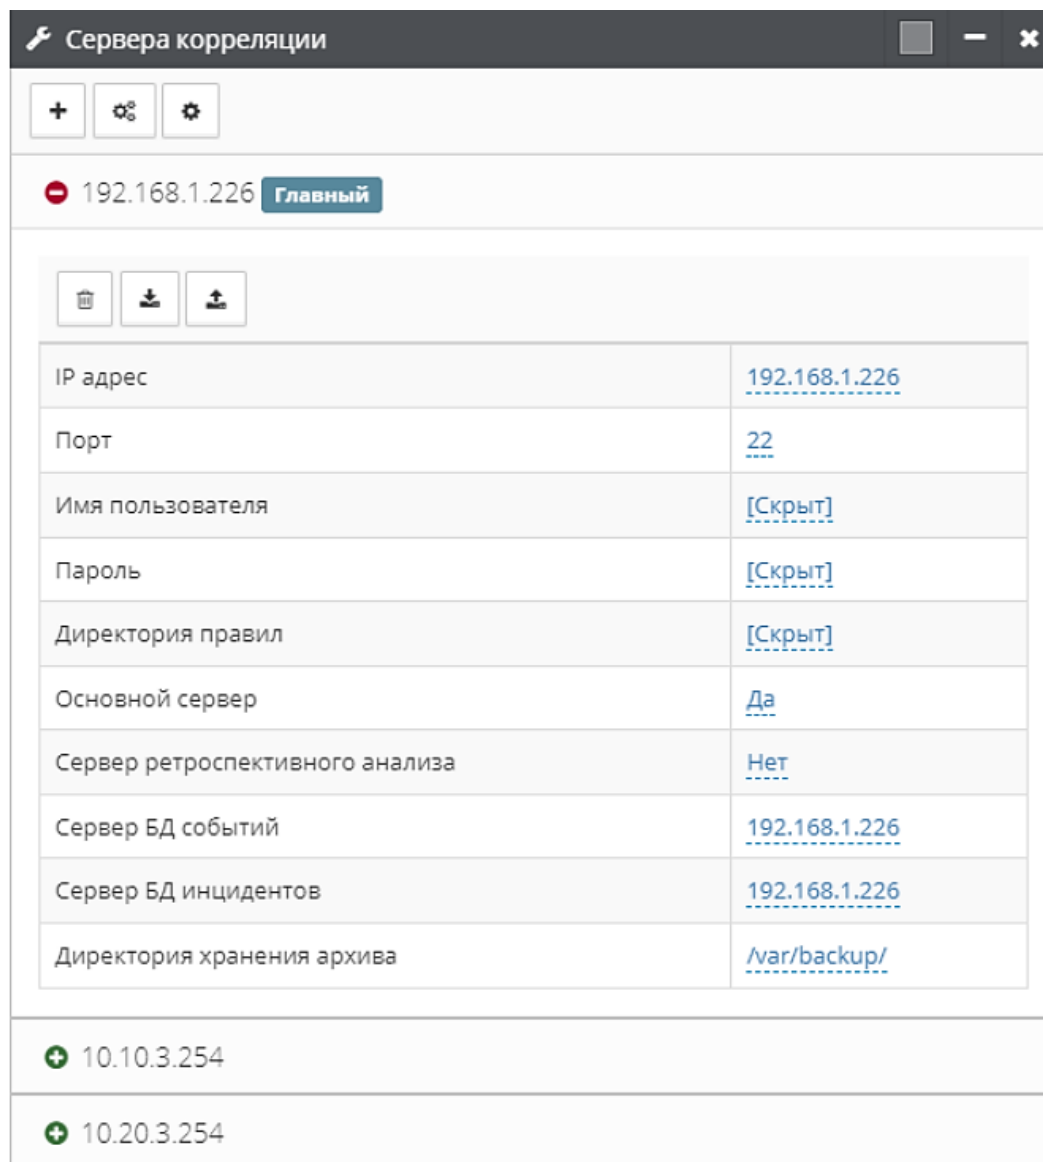 Сервера корреляции
192.168.1.226 Главный
IP адрес 192.168.1.226
Порт 22
Имя пользователя [Скрыт]
Пароль [Скрыт]
Директория правил [Скрыт]
Основной сервер Да
Сервер ретроспективного анализа Нет
Сервер БД событий 192.168.1.226
Сервер БД инцидентов 192.168.1.226
Директория хранения архива /var/backup/
10.10.3.254
10.20.3.254